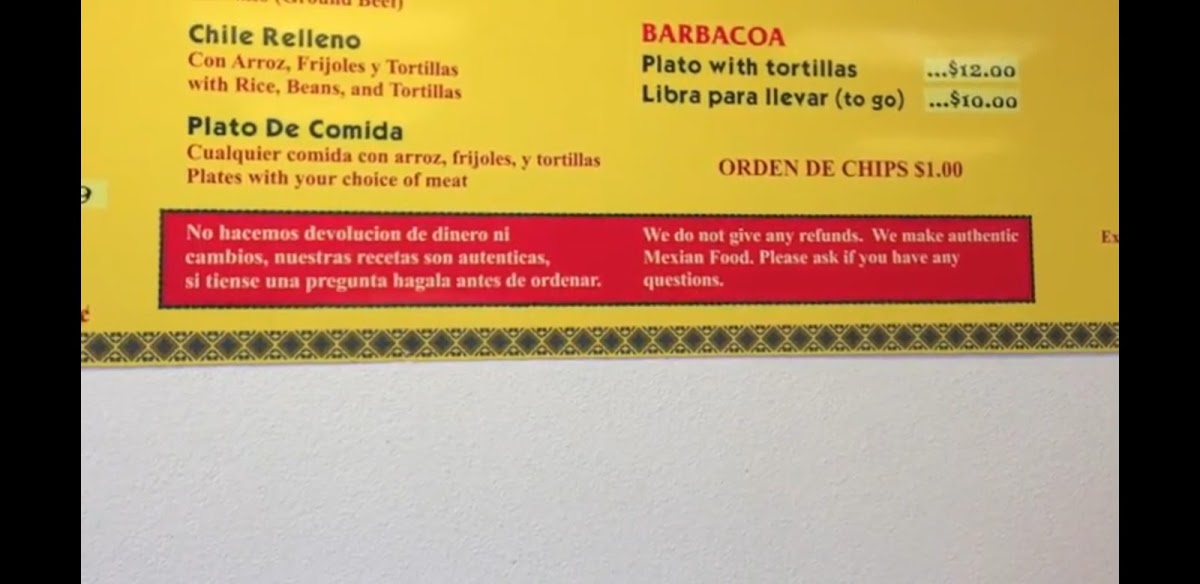 (Ground Beef)
Chile Relleno
Con Arroz, Frijoles y Tortillas
with Rice, Beans, and Tortillas
Plato De Comida
Cualquier comida con arroz, frijoles, y tortillas
Plates with your choice of meat
BARBACOA
Plato with tortillas ...$12.00
Libra para llevar (to go) ...$10.00
ORDEN DE CHIPS $1.00
No hacemos devolucion de dinero ni
cambios, nuestras recetas son autenticas,
si tiense una pregunta hagala antes de ordenar.
We do not give any refunds. We make authentic
Mexian Food. Please ask if you have any
questions.
Ex